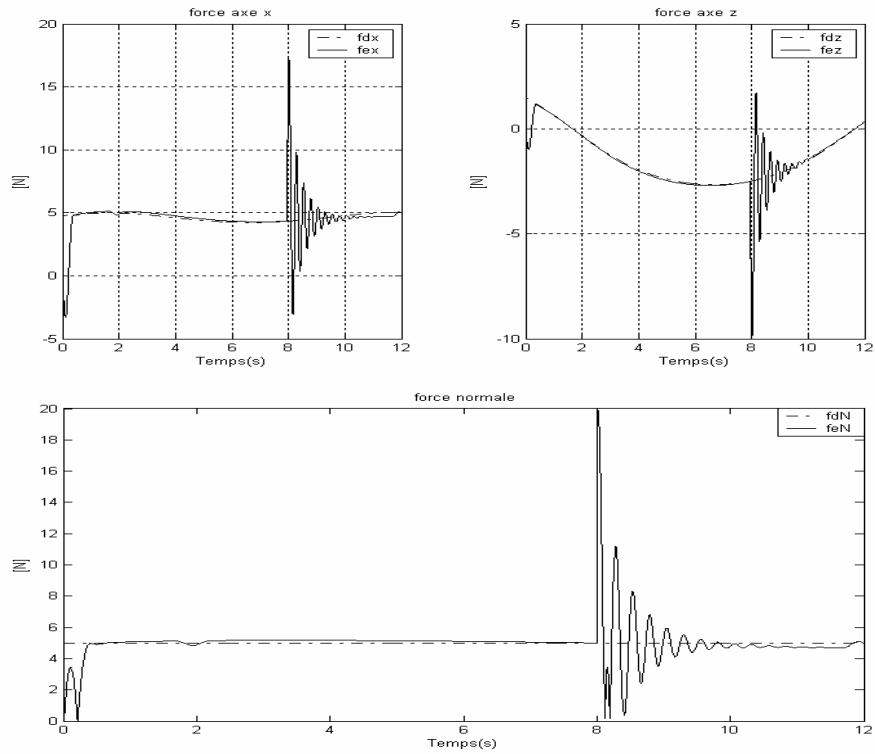 force axe x
20
15
10
5
0
-5
[N]
fdx
fex
0 2 4 6 8 10 12
Temps(s)
force axe z
5
0
-5
-10
[N]
fdz
fez
0 2 4 6 8 10 12
Temps(s)
force normale
20
18
16
14
12
10
8
6
4
2
0
[N]
fdN
feN
0 2 4 6 8 10 12
Temps(s)